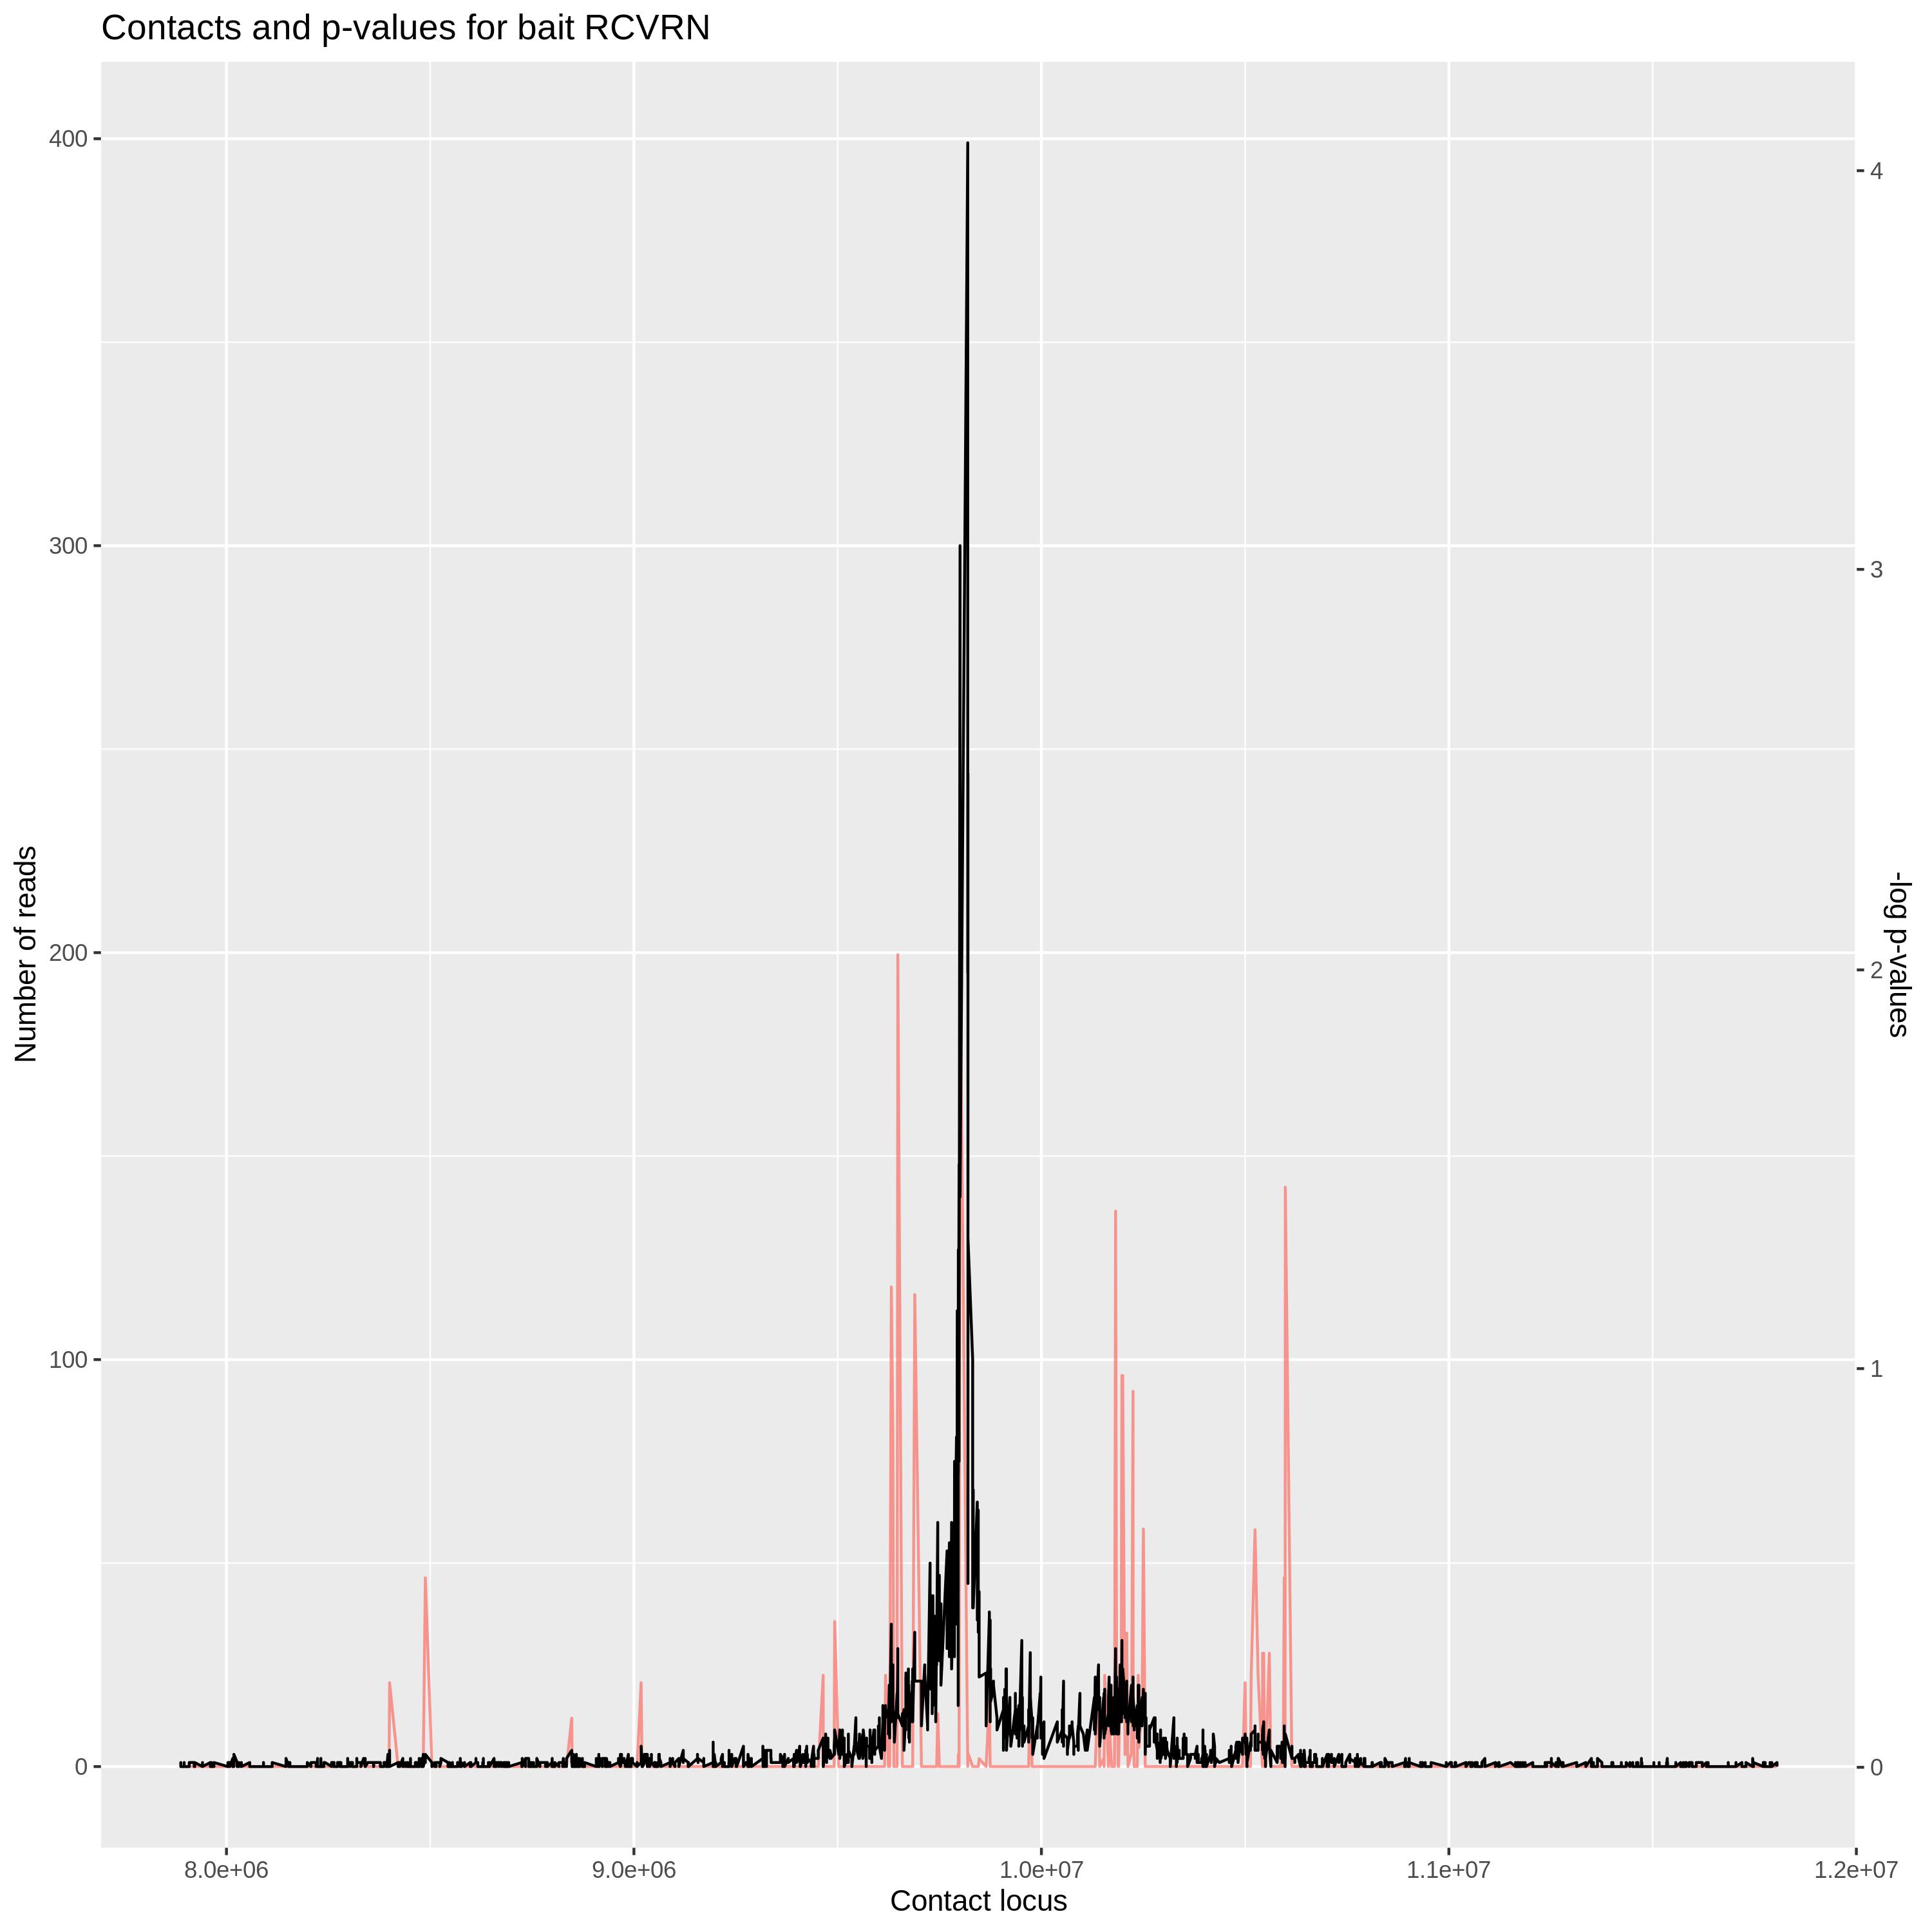 Contacts and p-values for bait RCVRN
400
300
200
100
0
Number of reads
4
3
2
1
0
-log p-values
8.0e+06
9.0e+06
1.0e+07
1.1e+07
1.2e+07
Contact locus